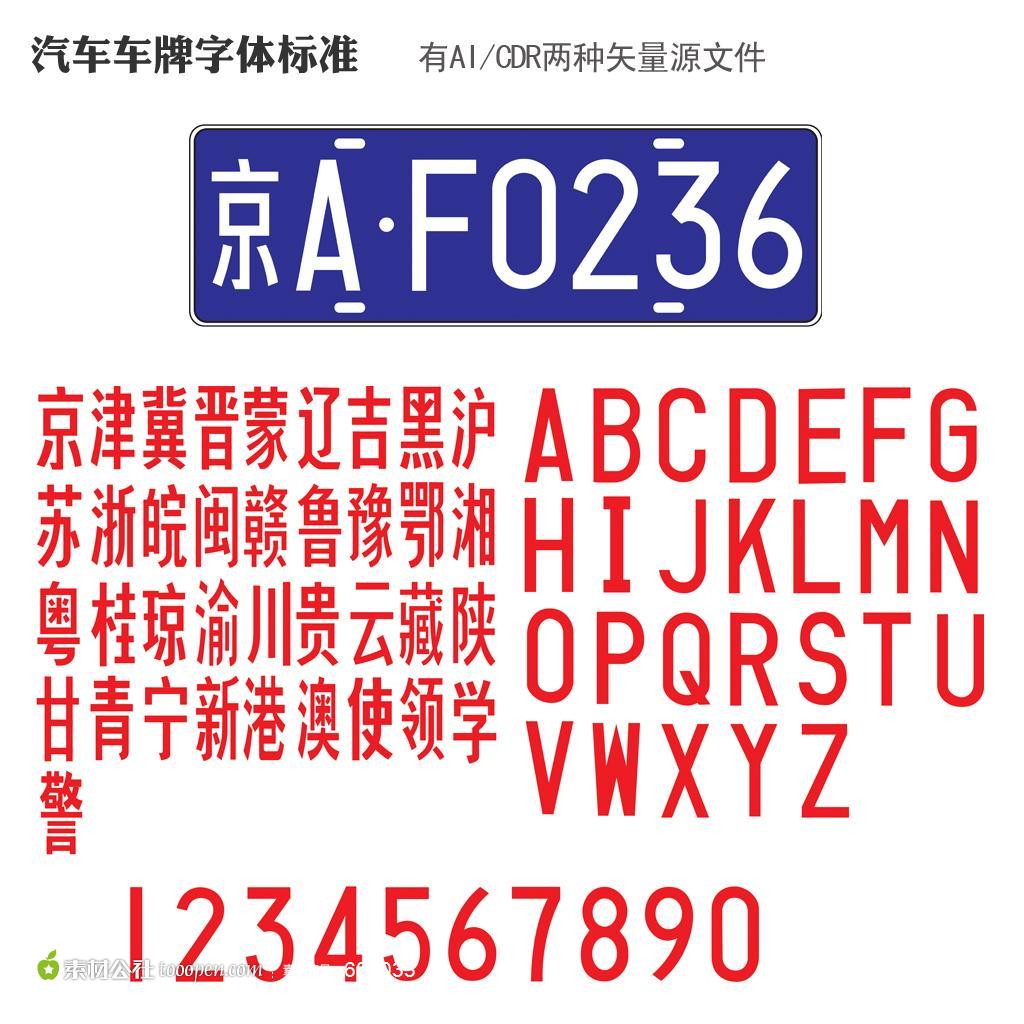 汽车车牌字体标准 有AI/CDR两种矢量源文件
京A·F0236
京津冀晋蒙辽吉黑沪
苏浙皖闽赣鲁豫鄂湘
粤桂琼渝川贵云藏陕
甘青宁新港澳使领学
警
ABCDEFG
HIJKLMN
OPQRSTU
VWXYZ
1234567890
素材公社 tooopen.com